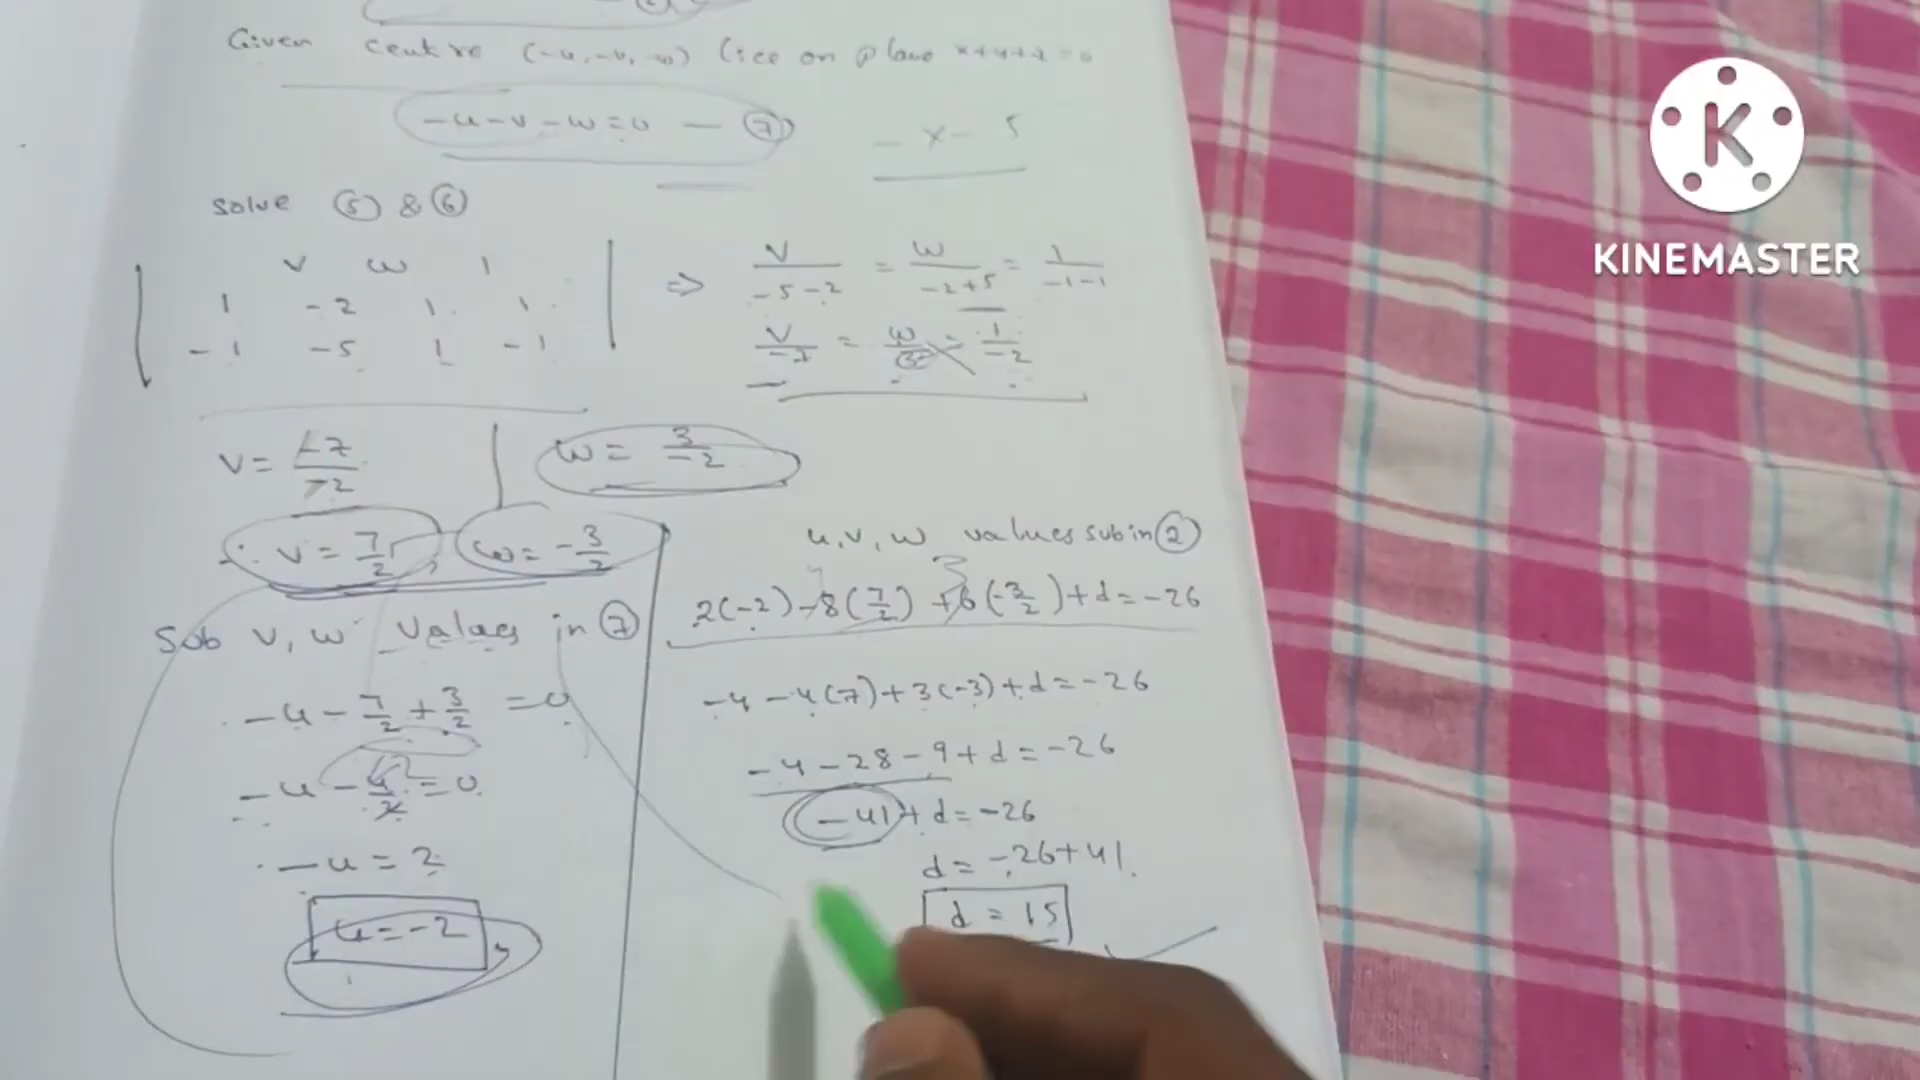 Given centre (-u, -v, -w) lies on plane x+y+z=0
-u-v-w=0 — ⑦
- x - 5
solve ⑤ & ⑥
v w 1
1 -2 1 1
-1 -5 1 -1
⇒ v/-5-2 = w/-2+5 = 1/-1-1
v/-7 = w/3 = 1/-2
v = -7/-2
w = 3/-2
∴ v = 7/2, w = -3/2
Sub v, w values in ⑦
-u - 7/2 + 3/2 = 0
-u - 4/2 = 0
-u = 2
u = -2
u, v, w values sub in ②
2(-2) - 8(7/2) + 6(-3/2) + d = -26
-4 - 4(7) + 3(-3) + d = -26
-4 - 28 - 9 + d = -26
-41 + d = -26
d = -26 + 41
d = 15
KINEMASTER